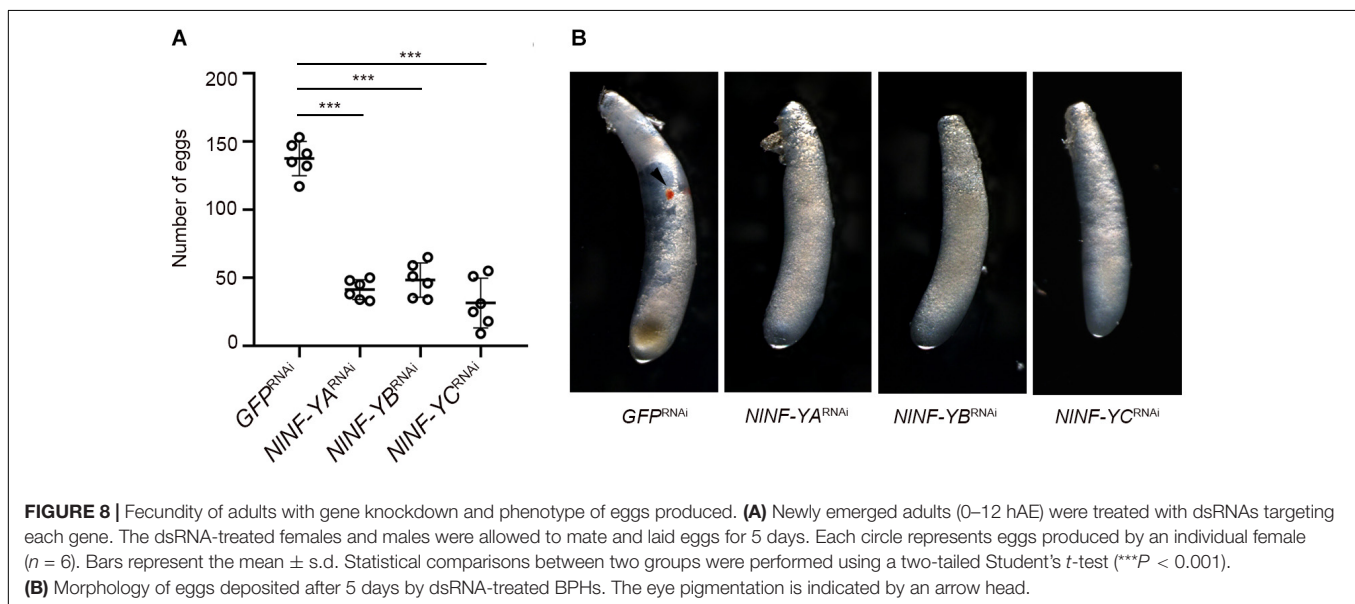 A
B
***
***
***
200
150
100
50
0
Number of eggs
GFPRNAi
NlNF-YARNAi
NlNF-YBRNAi
NlNF-YCRNAi
GFPRNAi
NlNF-YARNAi
NlNF-YBRNAi
NlNF-YCRNAi
FIGURE 8 | Fecundity of adults with gene knockdown and phenotype of eggs produced. (A) Newly emerged adults (0–12 hAE) were treated with dsRNAs targeting
each gene. The dsRNA-treated females and males were allowed to mate and laid eggs for 5 days. Each circle represents eggs produced by an individual female
(n = 6). Bars represent the mean ± s.d. Statistical comparisons between two groups were performed using a two-tailed Student’s t-test (***P < 0.001).
(B) Morphology of eggs deposited after 5 days by dsRNA-treated BPHs. The eye pigmentation is indicated by an arrow head.